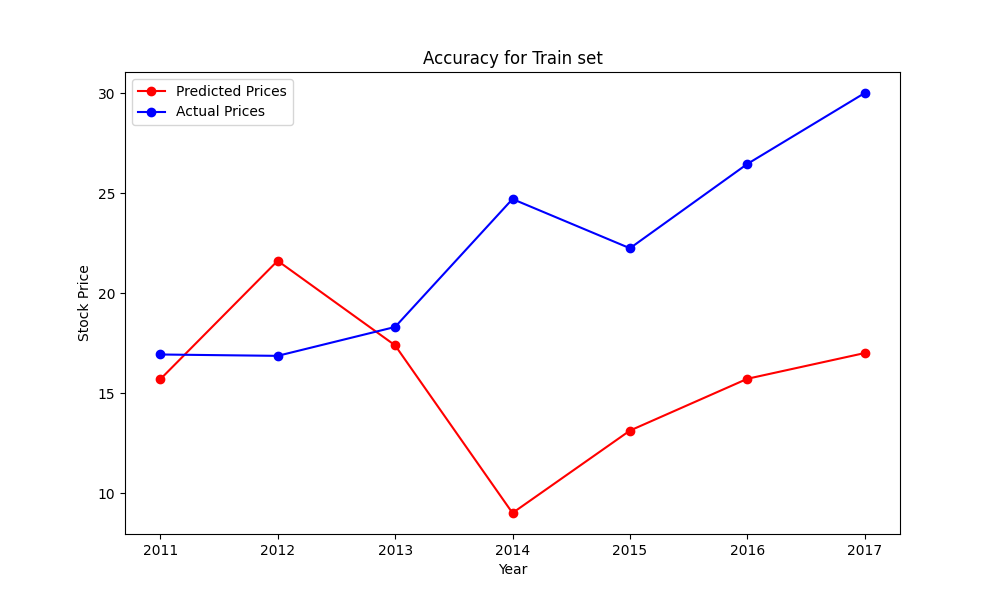 Accuracy for Train set
Predicted Prices
Actual Prices
30
25
20
15
10
Stock Price
2011 2012 2013 2014 2015 2016 2017
Year